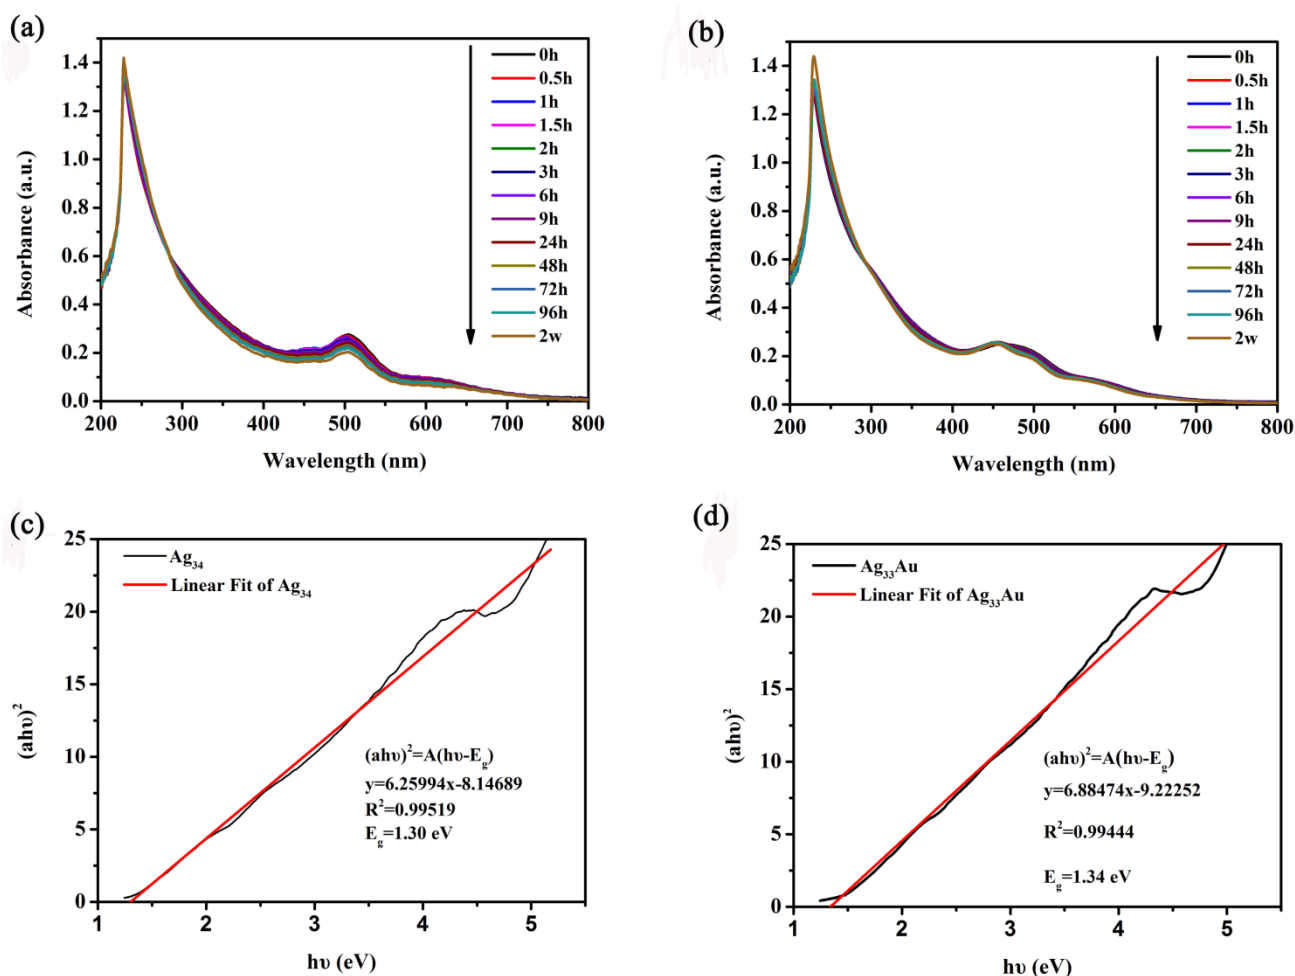 (a)
1.4
1.2
1.0
0.8
0.6
0.4
0.2
0.0
200 300 400 500 600 700 800
Absorbance (a.u.)
Wavelength (nm)
0h
0.5h
1h
1.5h
2h
3h
6h
9h
24h
48h
72h
96h
2w
(b)
1.4
1.2
1.0
0.8
0.6
0.4
0.2
0.0
200 300 400 500 600 700 800
Absorbance (a.u.)
Wavelength (nm)
0h
0.5h
1h
1.5h
2h
3h
6h
9h
24h
48h
72h
96h
2w
(c)
25
20
15
10
5
0
1 2 3 4 5
(ahυ)²
hυ (eV)
Ag₃₄
Linear Fit of Ag₃₄
(ahυ)²=A(hυ-E_g)
y=6.25994x-8.14689
R²=0.99519
E_g=1.30 eV
(d)
25
20
15
10
5
0
1 2 3 4 5
(ahυ)²
hυ (eV)
Ag₃₃Au
Linear Fit of Ag₃₃Au
(ahυ)²=A(hυ-E_g)
y=6.88474x-9.22252
R²=0.99444
E_g=1.34 eV